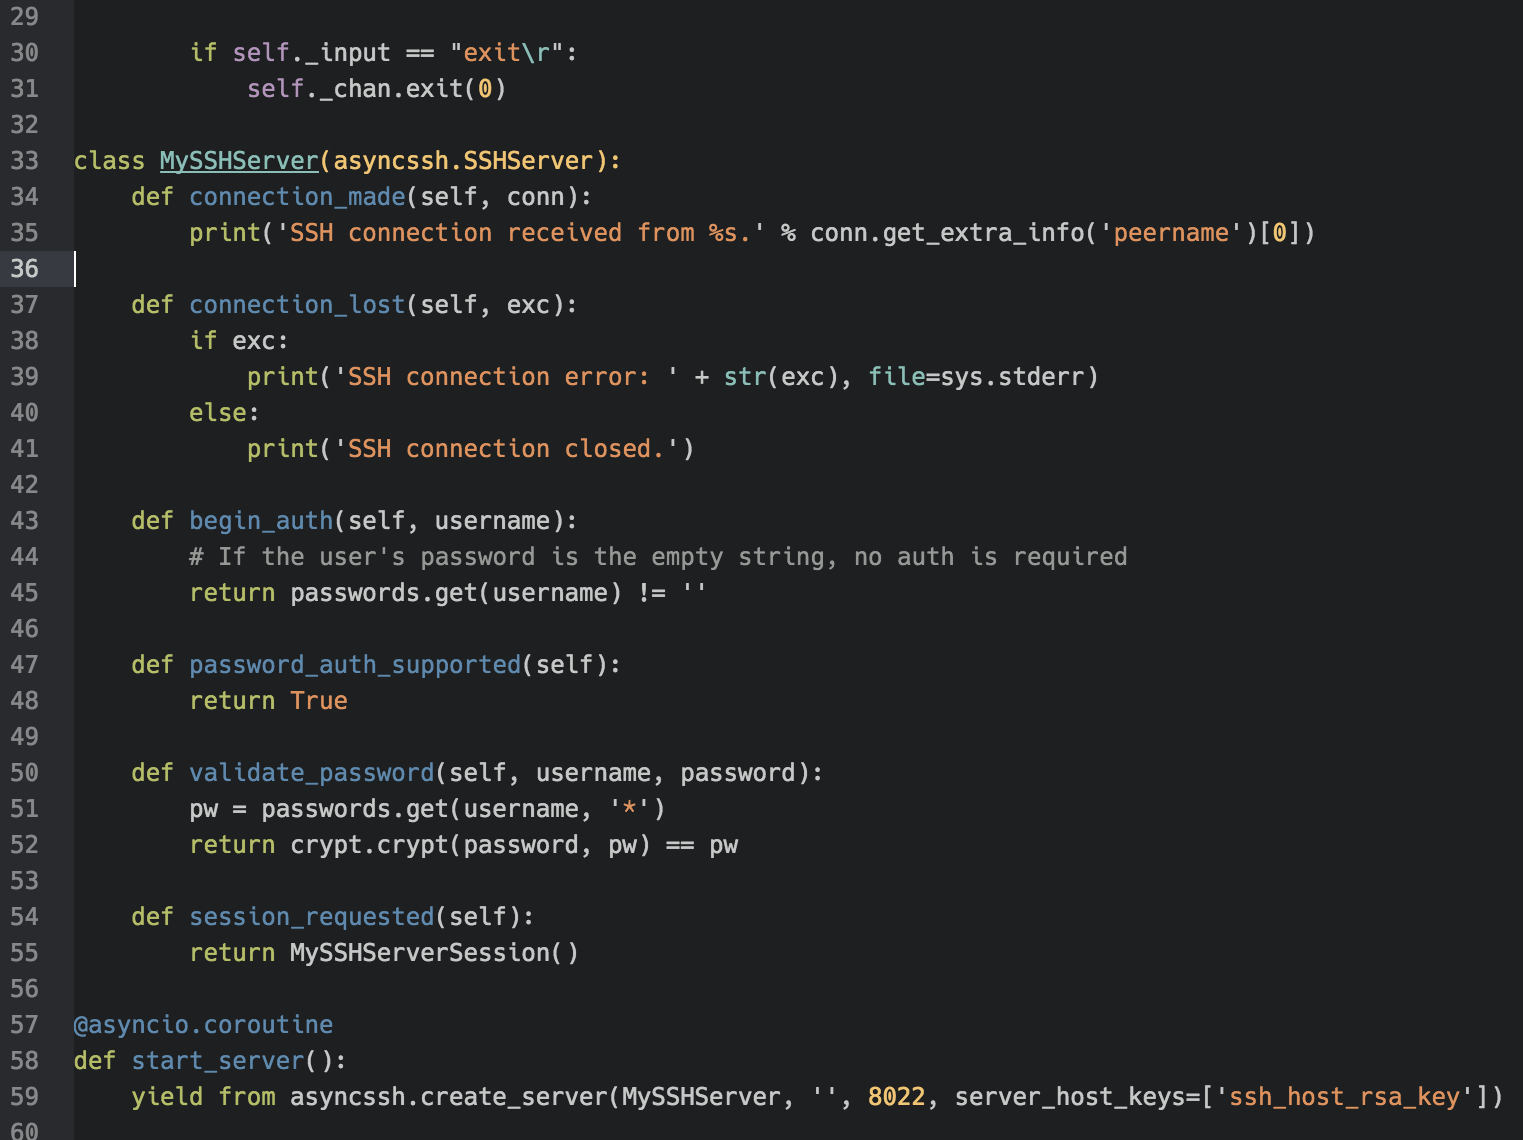 29
30         if self._input == "exit\r":
31             self._chan.exit(0)
32
33 class MySSHServer(asyncssh.SSHServer):
34     def connection_made(self, conn):
35         print('SSH connection received from %s.' % conn.get_extra_info('peername')[0])
36
37     def connection_lost(self, exc):
38         if exc:
39             print('SSH connection error: ' + str(exc), file=sys.stderr)
40         else:
41             print('SSH connection closed.')
42
43     def begin_auth(self, username):
44         # If the user's password is the empty string, no auth is required
45         return passwords.get(username) != ''
46
47     def password_auth_supported(self):
48         return True
49
50     def validate_password(self, username, password):
51         pw = passwords.get(username, '*')
52         return crypt.crypt(password, pw) == pw
53
54     def session_requested(self):
55         return MySSHServerSession()
56
57 @asyncio.coroutine
58 def start_server():
59     yield from asyncssh.create_server(MySSHServer, '', 8022, server_host_keys=['ssh_host_rsa_key'])
60